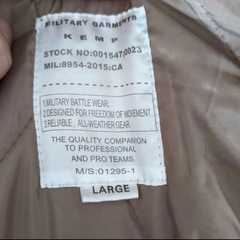 MILITARY GARMENTS
KEMP
STOCK NO:001547:0023
MIL:8954-2015:CA
1.MILITARY BATTLE WEAR.
2.DESIGNED FOR FREEDOM OF MOVEMENT.
3.RELIABLE, ALL-WEATHER GEAR.
THE QUALITY COMPANION
TO PROFESSIONAL
AND PRO TEAMS.
M/S:01295-1
LARGE